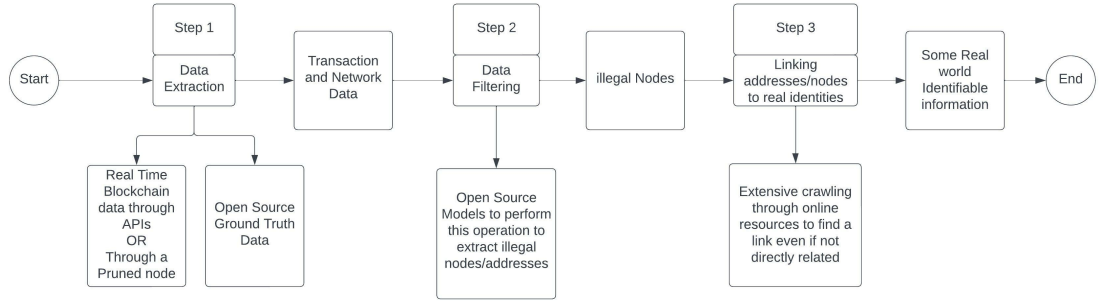 Start
Step 1
Data
Extraction
Real Time
Blockchain
data through
APIs
OR
Through a
Pruned node
Open Source
Ground Truth
Data
Transaction
and Network
Data
Step 2
Data
Filtering
Open Source
Models to perform
this operation to
extract illegal
nodes/addresses
illegal Nodes
Step 3
Linking
addresses/nodes
to real identities
Extensive crawling
through online
resources to find a
link even if not
directly related
Some Real
world
Identifiable
information
End